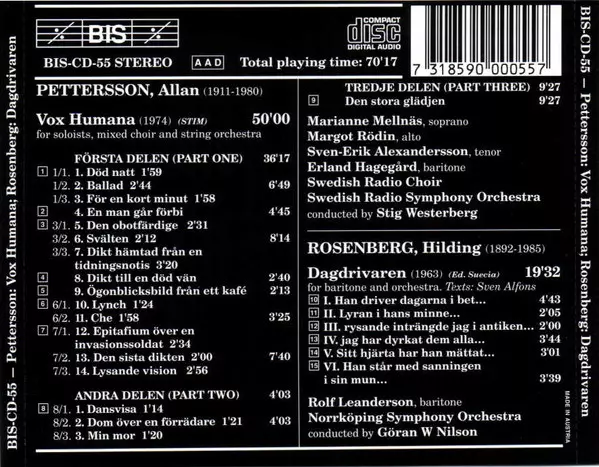 BIS-CD-55 — Pettersson: Vox Humana; Rosenberg: Dagdrivaren
BIS
BIS-CD-55 STEREO
AAD
COMPACT
disc
DIGITAL AUDIO
Total playing time: 70'17
7 318590 000557
PETTERSSON, Allan (1911-1980)
Vox Humana (1974) (STIM) 50'00
for soloists, mixed choir and string orchestra
FÖRSTA DELEN (PART ONE) 36'17
1 1/1. 1. Död natt 1'59
1/2. 2. Ballad 2'44 6'49
1/3. 3. För en kort minut 1'58
2 4. En man går förbi 4'45
3 3/1. 5. Den obotfärdige 2'31
3/2. 6. Svälten 2'12 8'14
3/3. 7. Dikt hämtad från en
tidningsnotis 3'20
4 8. Dikt till en död vän 2'40
5 9. Ögonblicksbild från ett kafé 2'13
6 6/1. 10. Lynch 1'24
6/2. 11. Che 1'58 3'25
7 7/1. 12. Epitafium över en
invasionssoldat 2'34
7/2. 13. Den sista dikten 2'00 7'40
7/3. 14. Lysande vision 2'56
ANDRA DELEN (PART TWO) 4'03
8 8/1. 1. Dansvisa 1'14
8/2. 2. Dom över en förrädare 1'21 4'03
8/3. 3. Min mor 1'20
TREDJE DELEN (PART THREE) 9'27
9 Den stora glädjen 9'27
Marianne Mellnäs, soprano
Margot Rödin, alto
Sven-Erik Alexandersson, tenor
Erland Hagegård, baritone
Swedish Radio Choir
Swedish Radio Symphony Orchestra
conducted by Stig Westerberg
ROSENBERG, Hilding (1892-1985)
Dagdrivaren (1963) (Ed. Suecia) 19'32
for baritone and orchestra. Texts: Sven Alfons
10 I. Han driver dagarna i bet... 4'43
11 II. Lyran i hans minne... 2'05
12 III. rysande inträngde jag i antiken... 2'00
13 IV. jag har dyrkat dem alla... 3'44
14 V. Sitt hjärta har han mättat... 3'01
15 VI. Han står med sanningen
i sin mun... 3'39
Rolf Leanderson, baritone
Norrköping Symphony Orchestra
conducted by Göran W Nilson
MADE IN AUSTRIA
BIS-CD-55 — Pettersson: Vox Humana; Rosenberg: Dagdrivaren